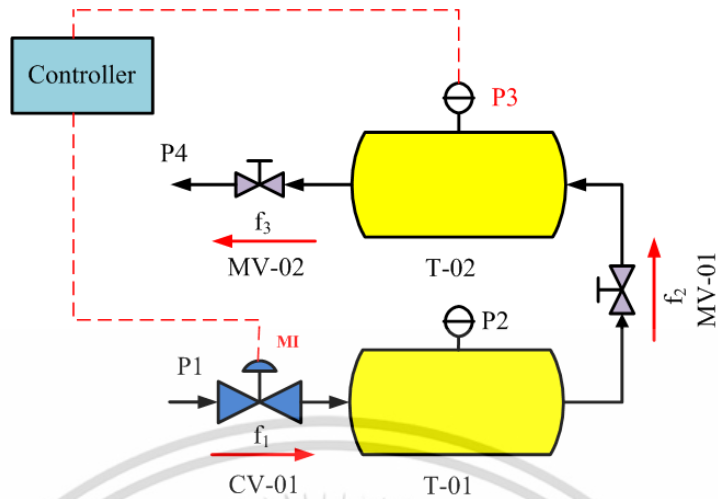 Controller
P3
P4
f3
MV-02
T-02
f2
MV-01
P2
MI
P1
f1
CV-01
T-01